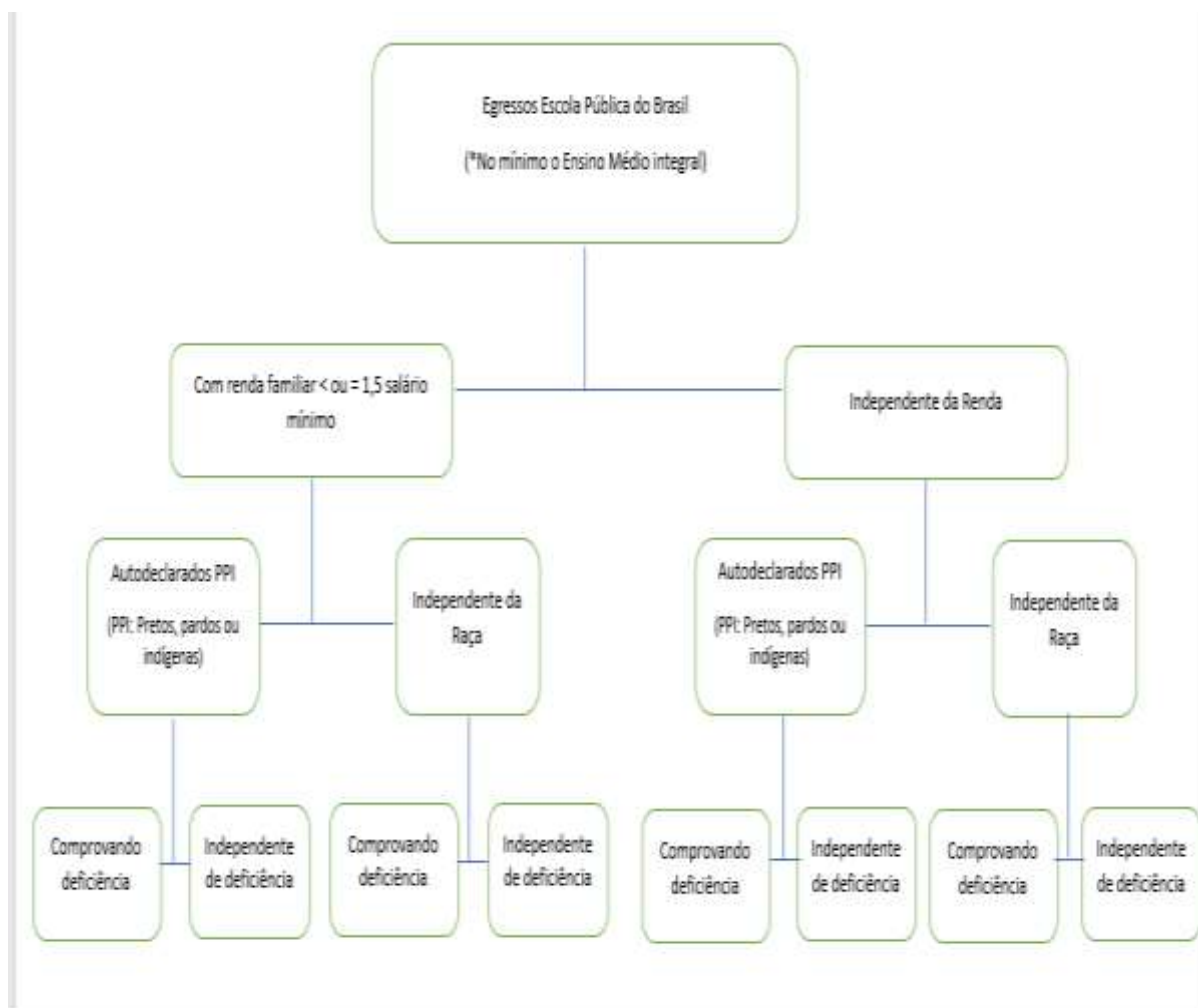 Egressos Escola Pública do Brasil
(*No mínimo o Ensino Médio integral)
Com renda familiar < ou = 1,5 salário
mínimo
Independente da Renda
Autodeclarados PPI
(PPI: Pretos, pardos ou
indígenas)
Independente da
Raça
Autodeclarados PPI
(PPI: Pretos, pardos ou
indígenas)
Independente da
Raça
Comprovando
deficiência
Independente
de deficiência
Comprovando
deficiência
Independente
de deficiência
Comprovando
deficiência
Independente
de deficiência
Comprovando
deficiência
Independente
de deficiência